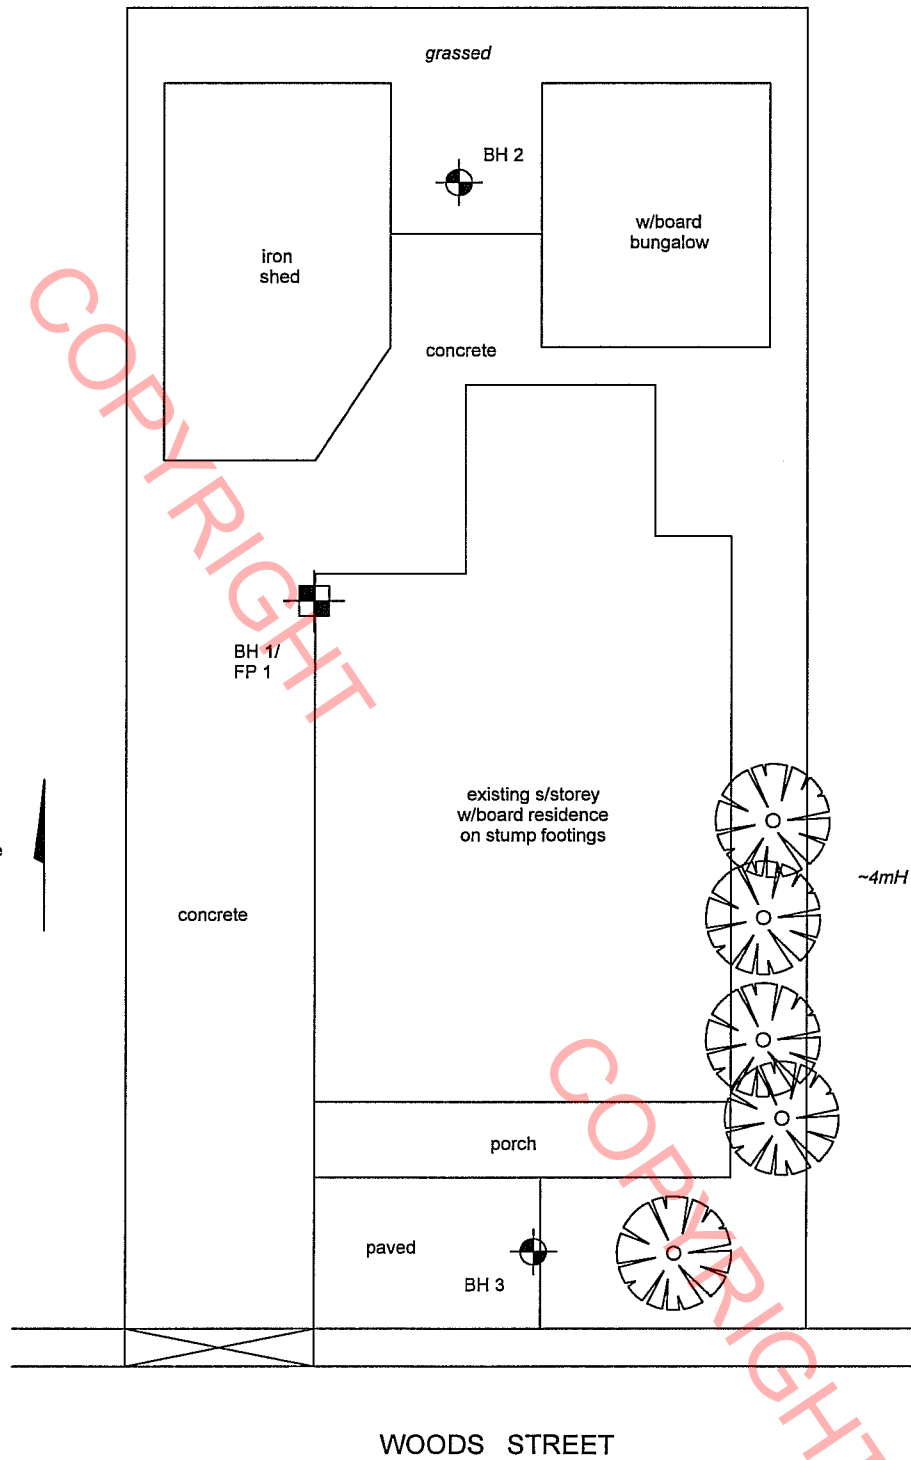 grassed
BH 2
w/board
bungalow
iron
shed
concrete
BH 1/
FP 1
existing s/storey
w/board residence
on stump footings
~4mH
concrete
porch
paved
BH 3
WOODS STREET
COPYRIGHT
COPYRIGHT